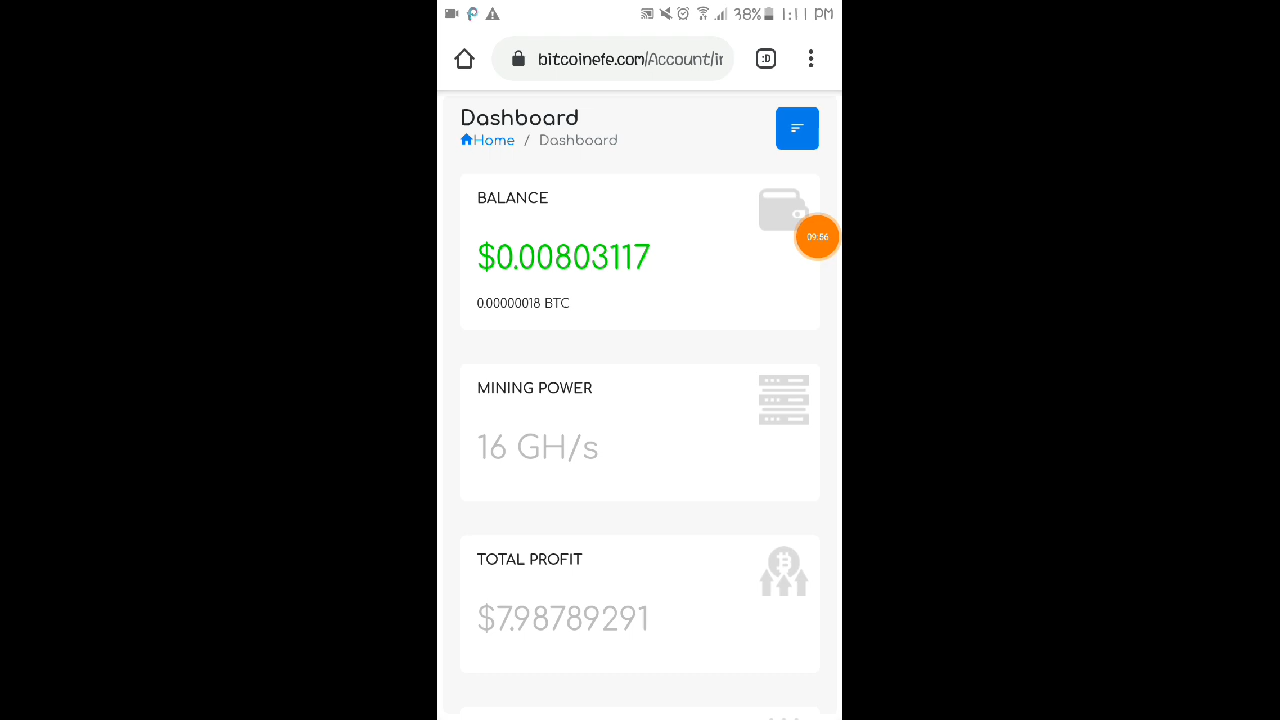 38% 1:11 PM
bitcoinefe.com/Account/ir
:D
Dashboard
Home / Dashboard
BALANCE
$0.00803117
09:56
0.00000018 BTC
MINING POWER
16 GH/s
TOTAL PROFIT
$7.98789291